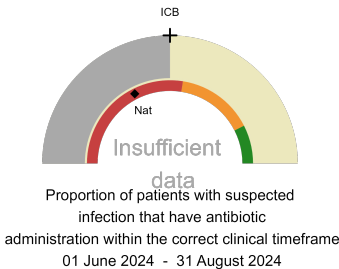 ICB
Nat
Insufficient
data
Proportion of patients with suspected
infection that have antibiotic
administration within the correct clinical timeframe
01 June 2024 - 31 August 2024